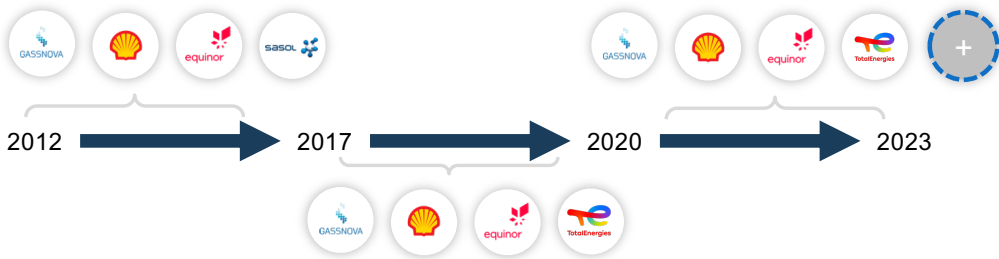 GASSNOVA
equinor
sasol
GASSNOVA
equinor
TotalEnergies
+
2012
2017
2020
2023
GASSNOVA
equinor
TotalEnergies